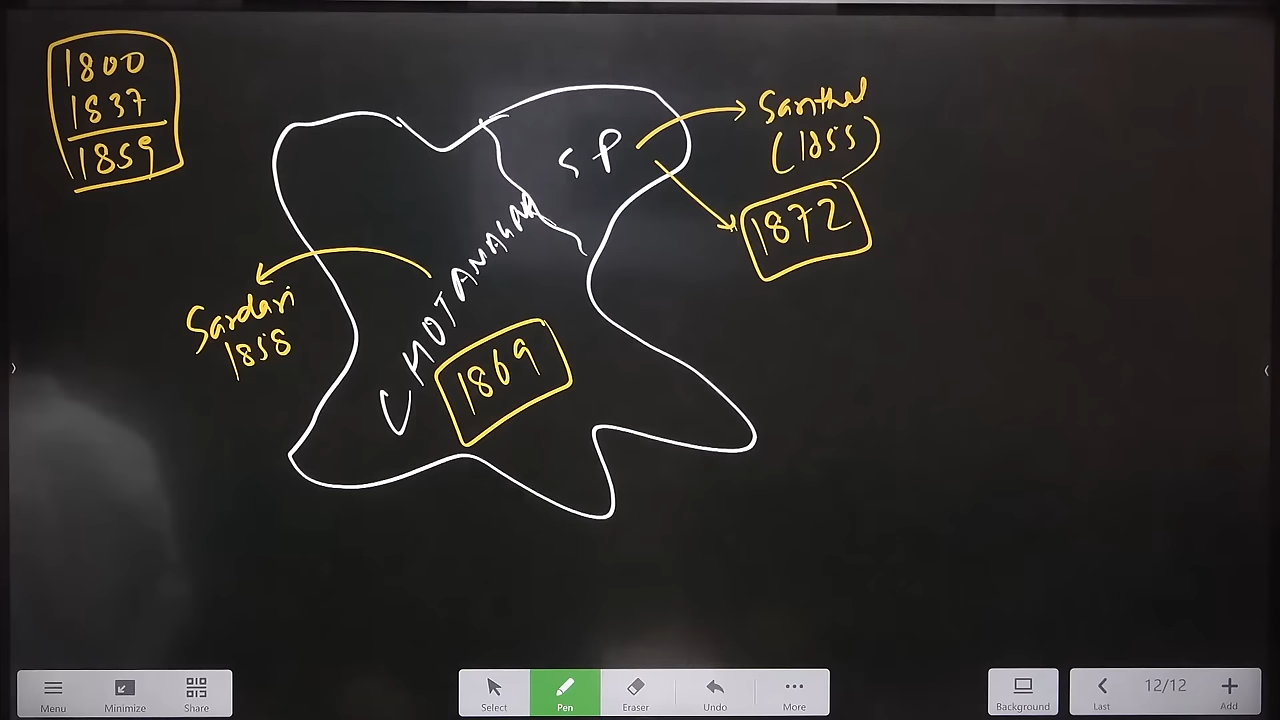 1800
1837
1859
SP
Santhal
(1855)
1872
CHOTANAGPUR
Sardari
1858
1869
Menu
Minimize
Share
Select
Pen
Eraser
Undo
More
Background
Last
12/12
Add